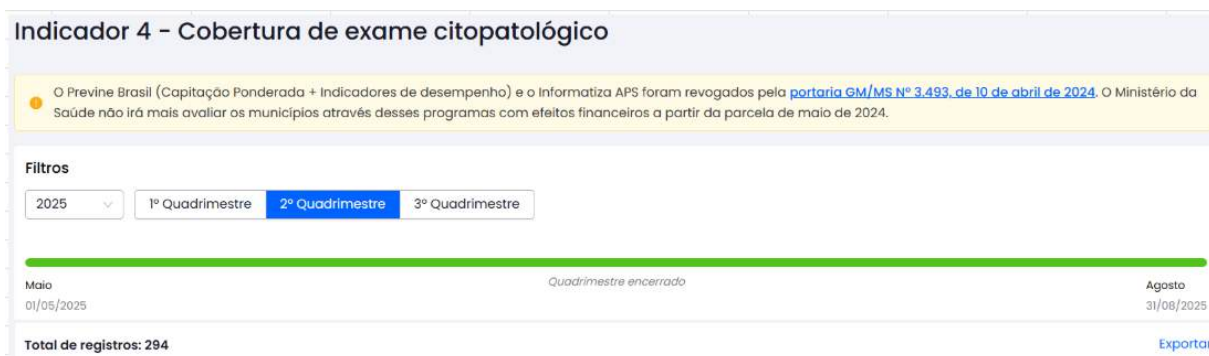 Indicador 4 - Cobertura de exame citopatológico
O Previne Brasil (Capitação Ponderada + Indicadores de desempenho) e o Informatiza APS foram revogados pela portaria GM/MS Nº 3.493, de 10 de abril de 2024. O Ministério da
Saúde não irá mais avaliar os municípios através desses programas com efeitos financeiros a partir da parcela de maio de 2024.
Filtros
2025 1º Quadrimestre 2º Quadrimestre 3º Quadrimestre
Maio Quadrimestre encerrado Agosto
01/05/2025 31/08/2025
Total de registros: 294 Exportar